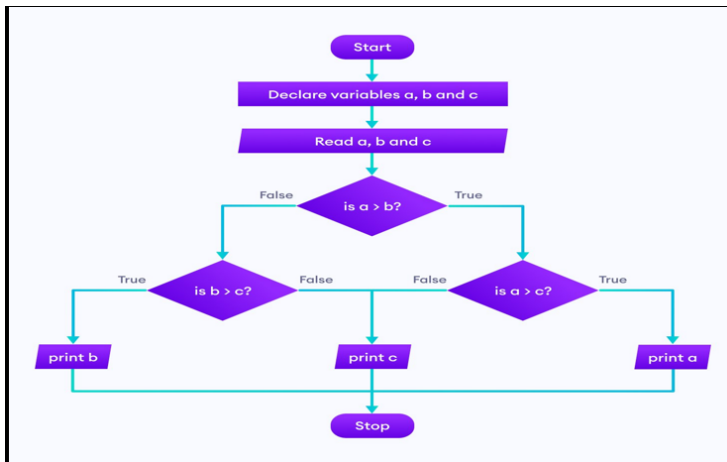 Start
Declare variables a, b and c
Read a, b and c
False
True
is a > b?
True
False
False
True
is b > c?
is a > c?
print b
print c
print a
Stop